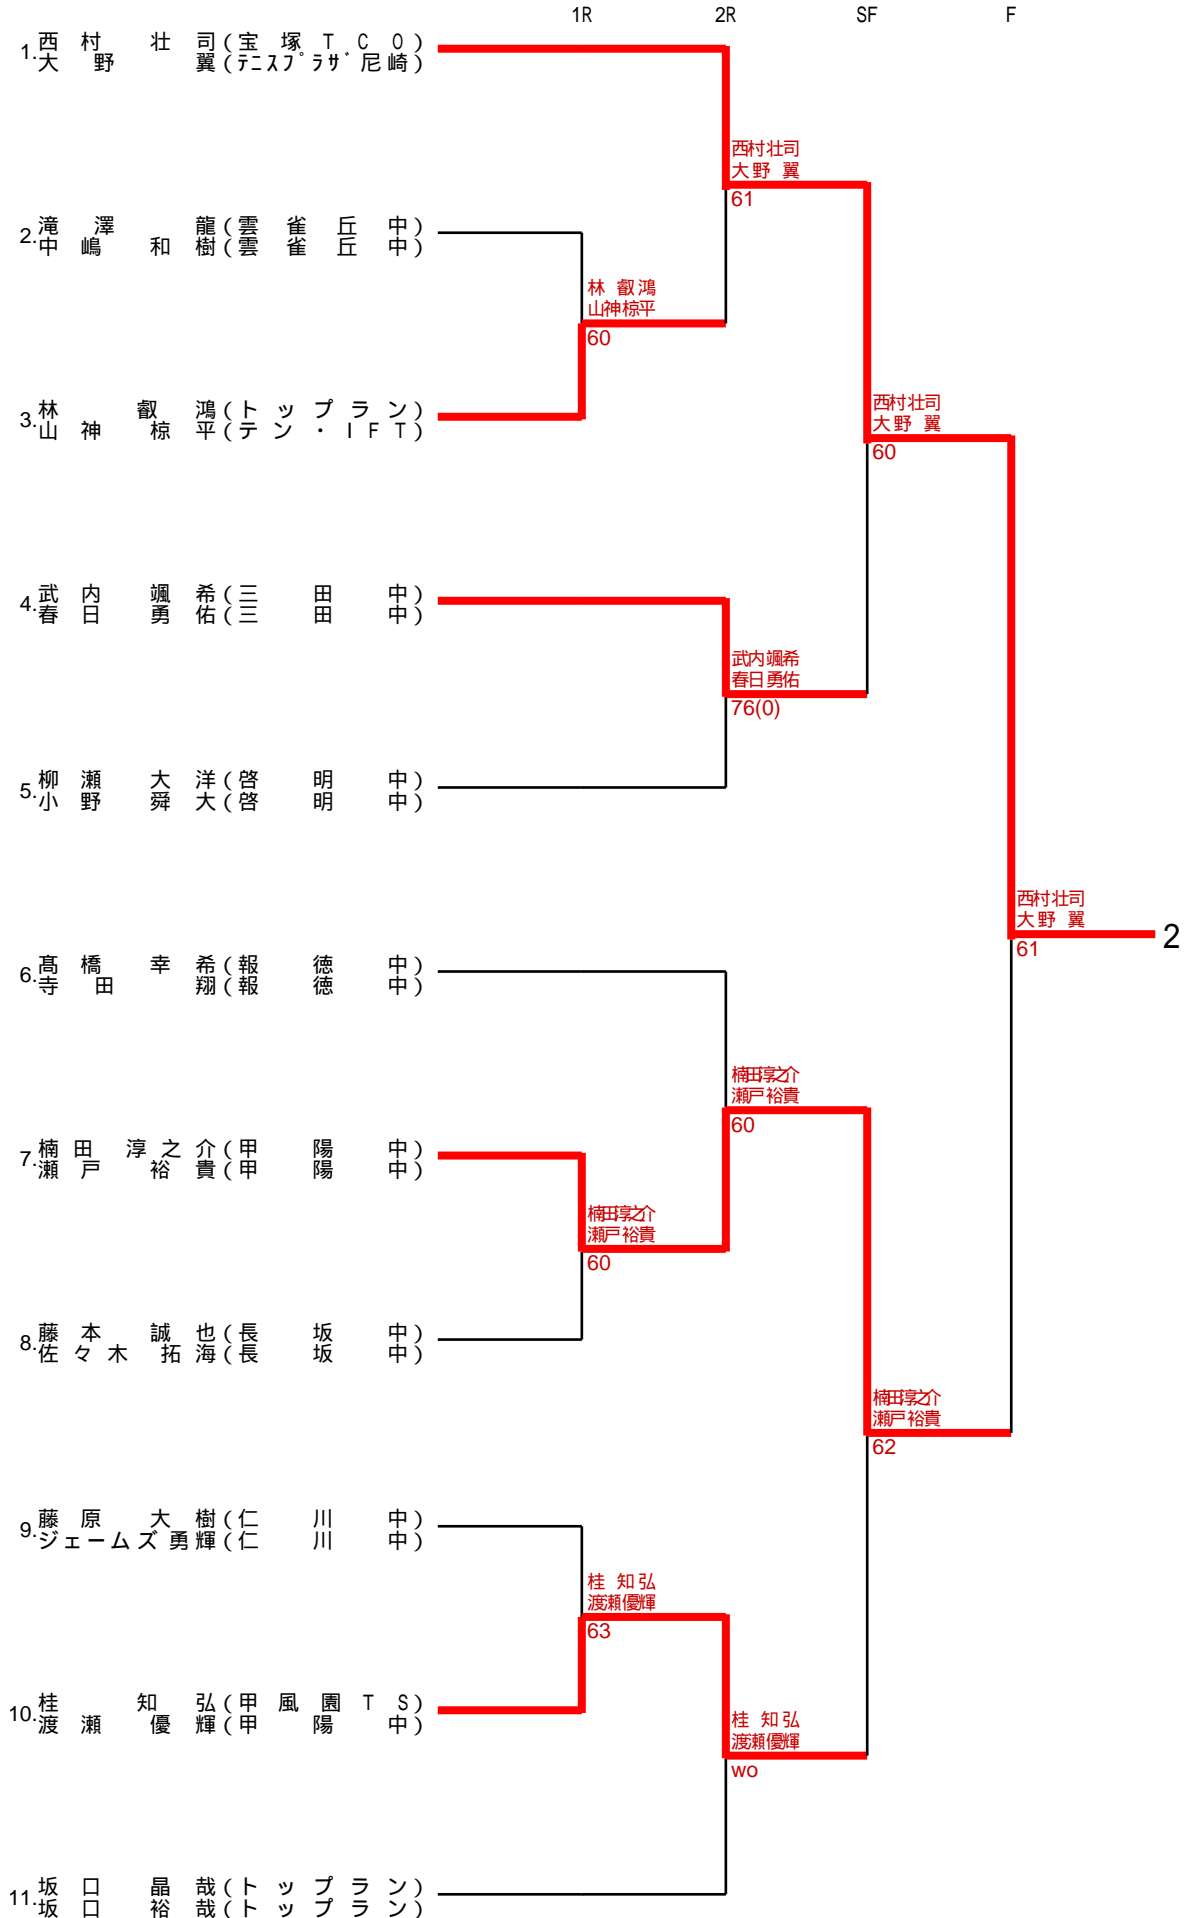 1R 2R SF F
1. 西村 壮司(宝塚TCO)
大野 翼(テニスプラザ尼崎)
西村壮司
大野 翼
61
2. 滝澤 龍(雲雀丘中)
中嶋 和樹(雲雀丘中)
林 叡鴻
山神椋平
60
3. 林 叡鴻(トップラン)
山神 椋平(テン・IFT)
西村壮司
大野 翼
60
4. 武内 颯希(三田中)
春日 勇佑(三田中)
武内颯希
春日勇佑
76(0)
5. 柳瀬 大洋(啓明中)
小野 舜大(啓明中)
西村壮司
大野 翼
61
2
6. 髙橋 幸希(報徳中)
寺田 翔(報徳中)
楠田淳之介
瀬戸裕貴
60
7. 楠田 淳之介(甲陽中)
瀬戸 裕貴(甲陽中)
楠田淳之介
瀬戸裕貴
60
8. 藤本 誠也(長坂中)
佐々木 拓海(長坂中)
楠田淳之介
瀬戸裕貴
62
9. 藤原 大樹(仁川中)
ジェームズ勇輝(仁川中)
桂 知弘
渡瀬優輝
63
10. 桂 知弘(甲風園TS)
渡瀬 優輝(甲陽中)
桂 知弘
渡瀬優輝
wo
11. 坂口 晶哉(トップラン)
坂口 裕哉(トップラン)